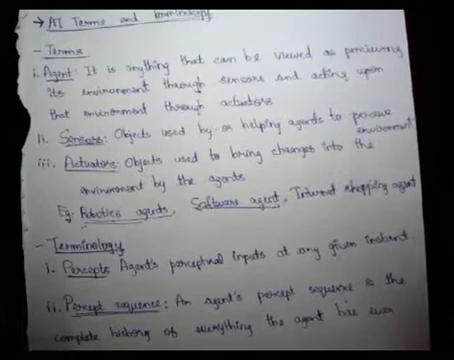 → AI Terms and terminology
- Terms
i. Agent: It is anything that can be viewed as perceiving
its environment through sensors and acting upon
that environment through actuators
ii. Sensors: Objects used by or helping agents to perceive environment.
iii. Actuators: Objects used to bring changes into the
environment by the agents
Eg: Robotics agents, Software agent, Internet shopping agent
- Terminology
i. Percepts Agent's perceptual inputs at any given instant
ii. Percept sequence: An agent's percept sequence is the
complete history of everything the agent has ever